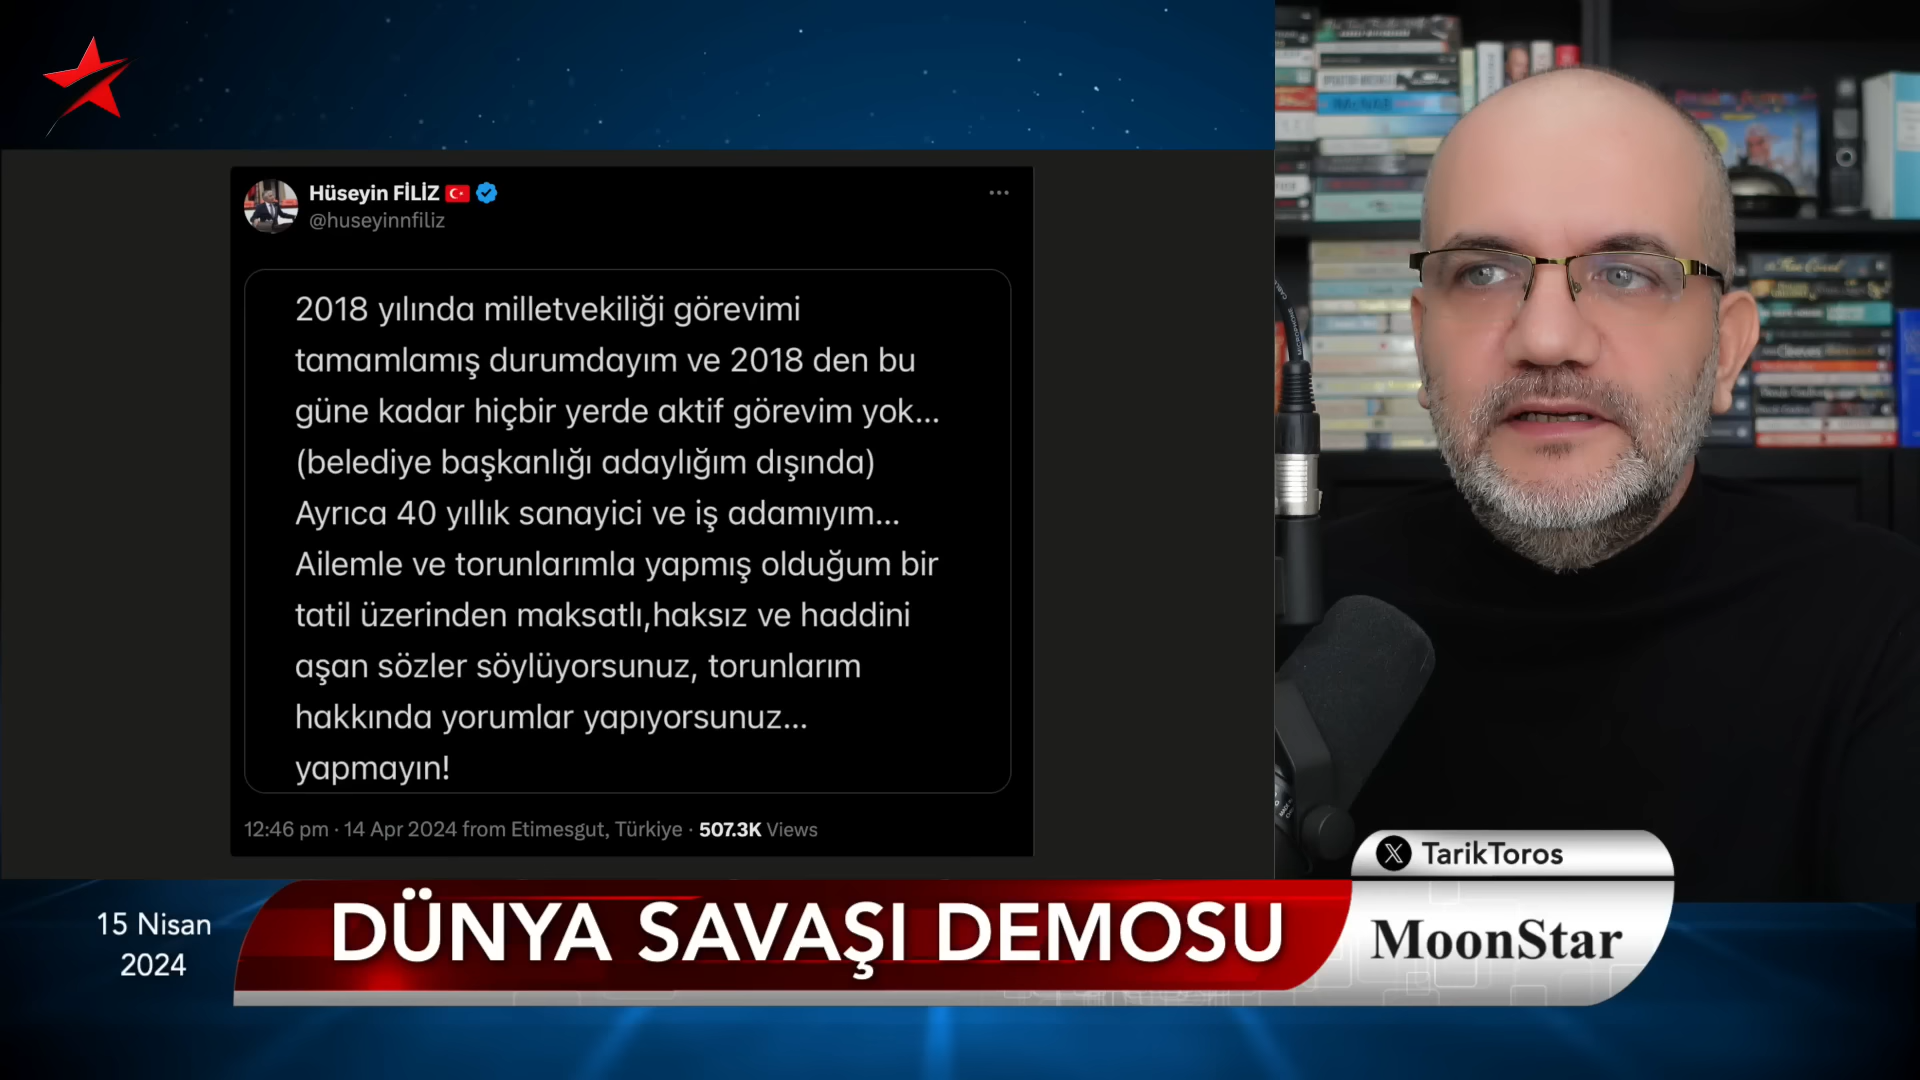 Hüseyin FİLİZ
@huseyinnfiliz
2018 yılında milletvekiliği görevimi
tamamlamış durumdayım ve 2018 den bu
güne kadar hiçbir yerde aktif görevim yok...
(belediye başkanlığı adaylığım dışında)
Ayrıca 40 yıllık sanayici ve iş adamıyım...
Ailemle ve torunlarımla yapmış olduğum bir
tatil üzerinden maksatlı,haksız ve haddini
aşan sözler söylüyorsunuz, torunlarım
hakkında yorumlar yapıyorsunuz...
yapmayın!
12:46 pm · 14 Apr 2024 from Etimesgut, Türkiye · 507.3K Views
TarikToros
15 Nisan
2024
DÜNYA SAVAŞI DEMOSU
MoonStar